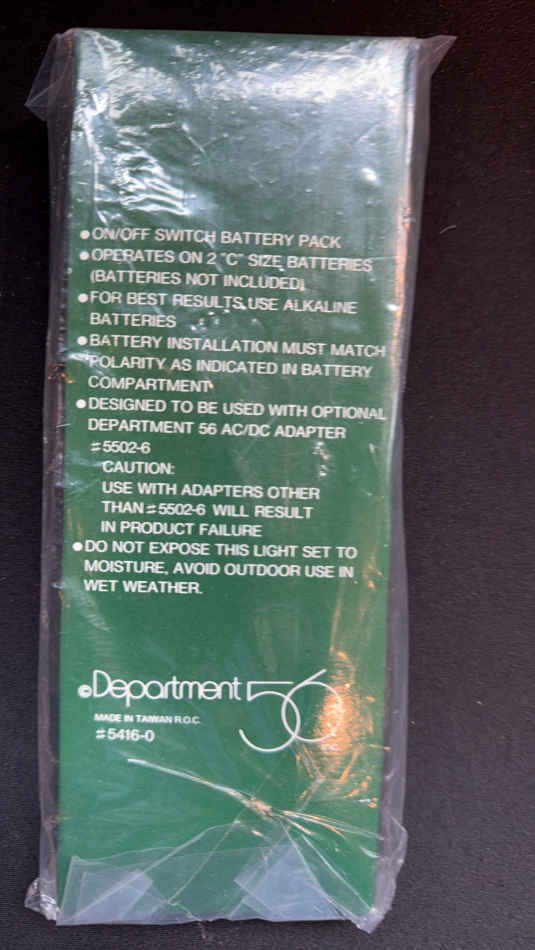 ●ON/OFF SWITCH BATTERY PACK
●OPERATES ON 2 "C" SIZE BATTERIES
(BATTERIES NOT INCLUDED)
●FOR BEST RESULTS, USE ALKALINE
BATTERIES
●BATTERY INSTALLATION MUST MATCH
POLARITY AS INDICATED IN BATTERY
COMPARTMENT
●DESIGNED TO BE USED WITH OPTIONAL
DEPARTMENT 56 AC/DC ADAPTER
#5502-6
CAUTION:
USE WITH ADAPTERS OTHER
THAN #5502-6 WILL RESULT
IN PRODUCT FAILURE
●DO NOT EXPOSE THIS LIGHT SET TO
MOISTURE, AVOID OUTDOOR USE IN
WET WEATHER.
©Department 56 INC.
MADE IN TAIWAN R.O.C.
#5416-0